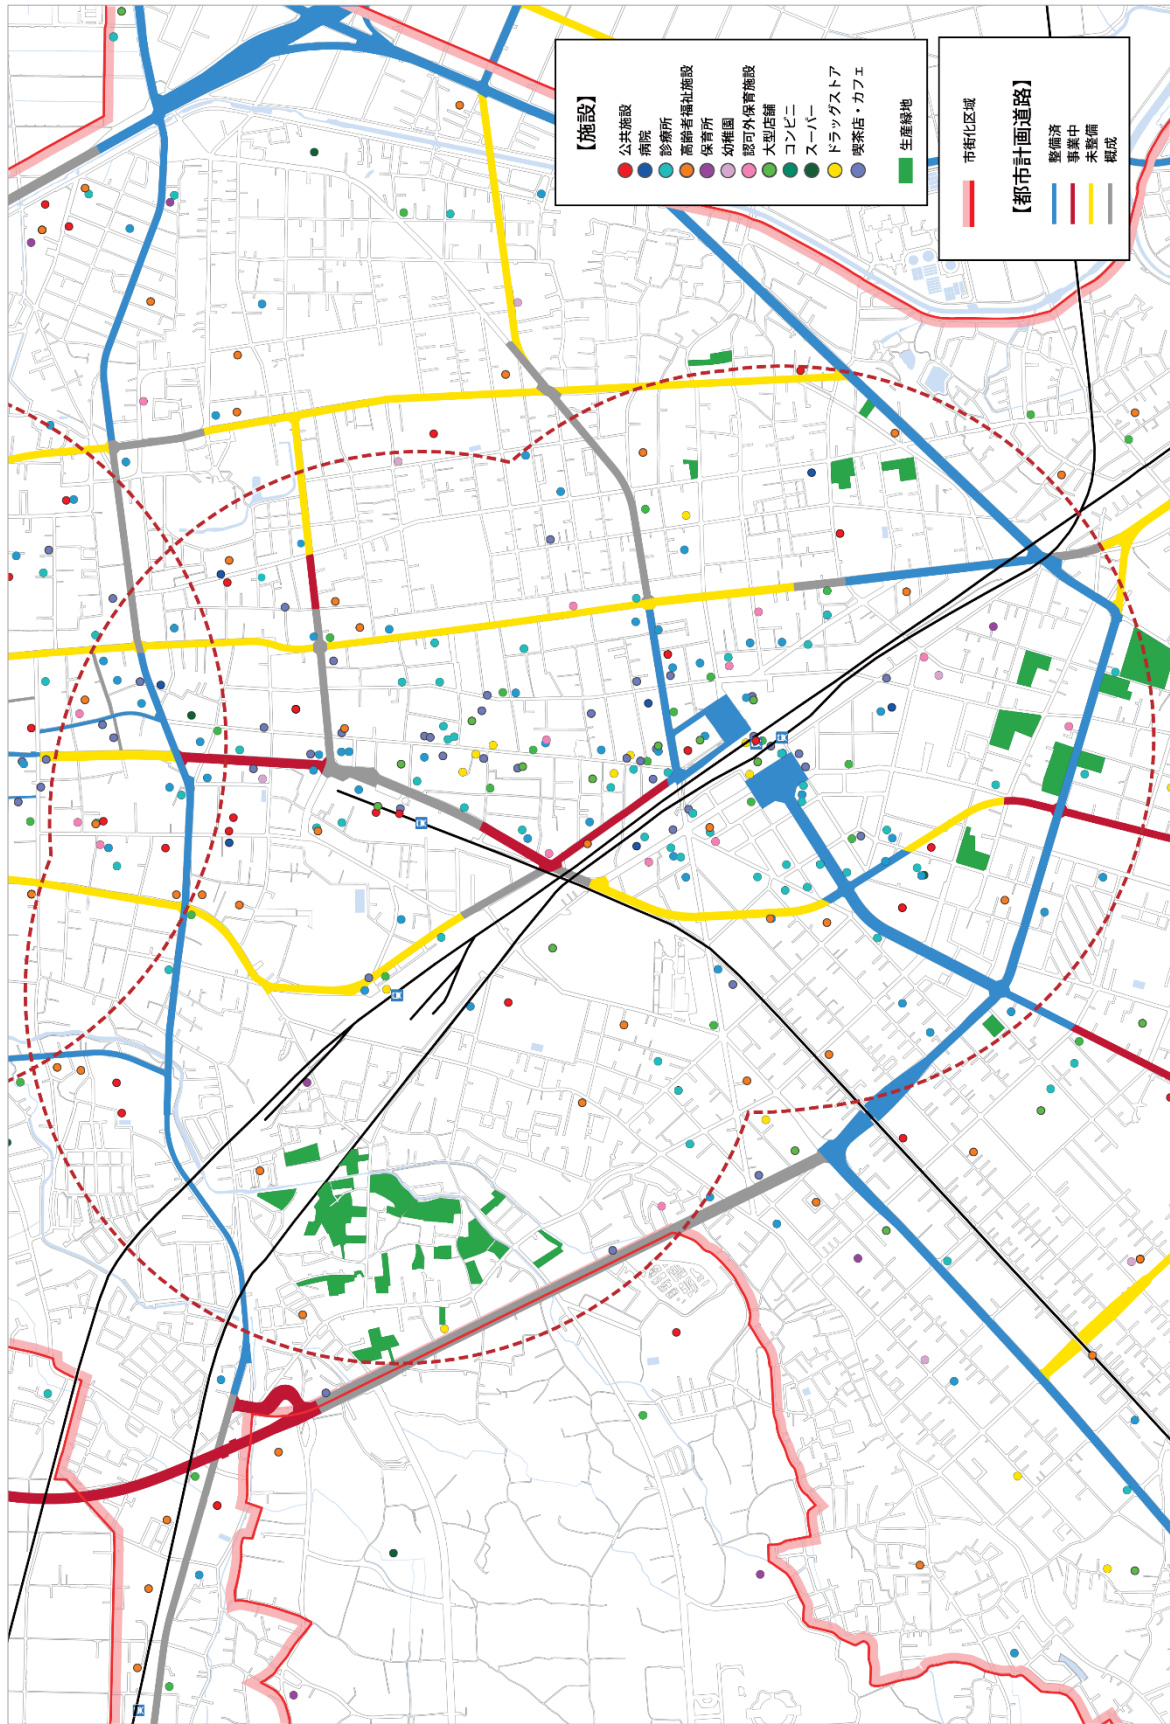 【施設】
公共施設
病院
診療所
高齢者福祉施設
保育所
幼稚園
認可外保育施設
大型店舗
コンビニ
スーパー
ドラッグストア
喫茶店・カフェ
生産緑地
市街化区域
【都市計画道路】
整備済
事業中
未整備
概成